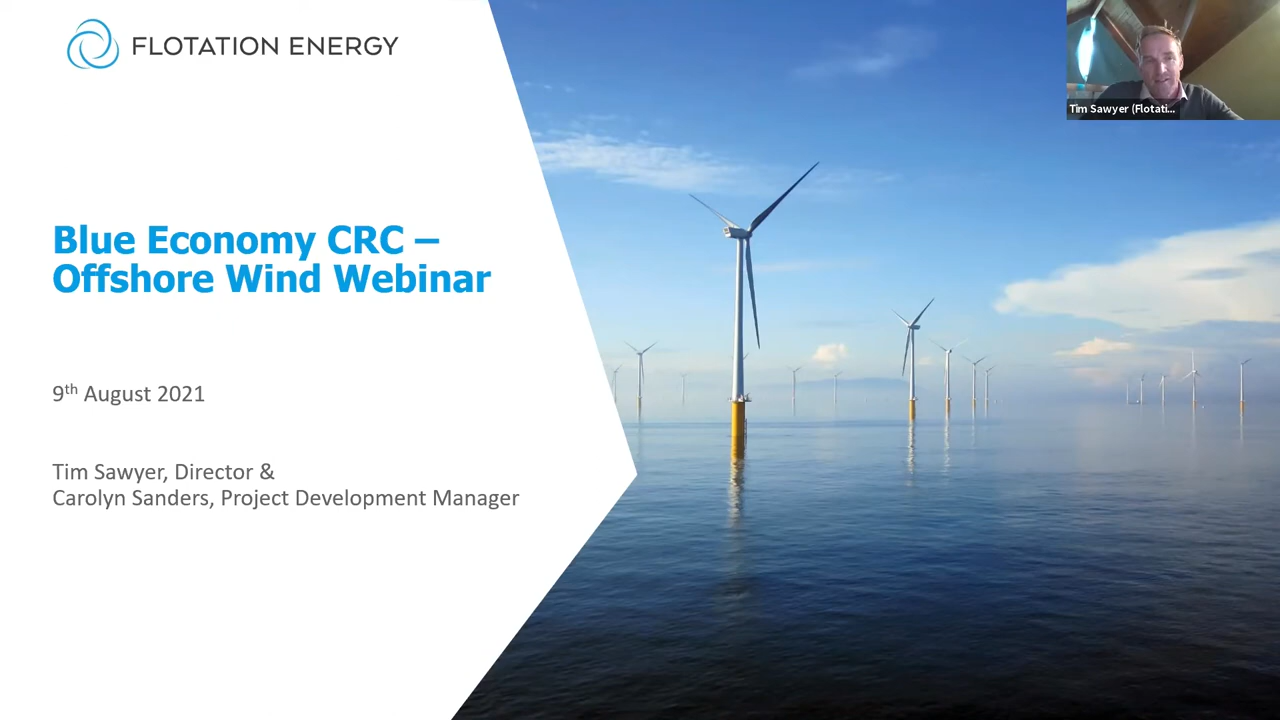 FLOTATION ENERGY
Tim Sawyer (Flotati...
Blue Economy CRC –
Offshore Wind Webinar
9th August 2021
Tim Sawyer, Director &
Carolyn Sanders, Project Development Manager